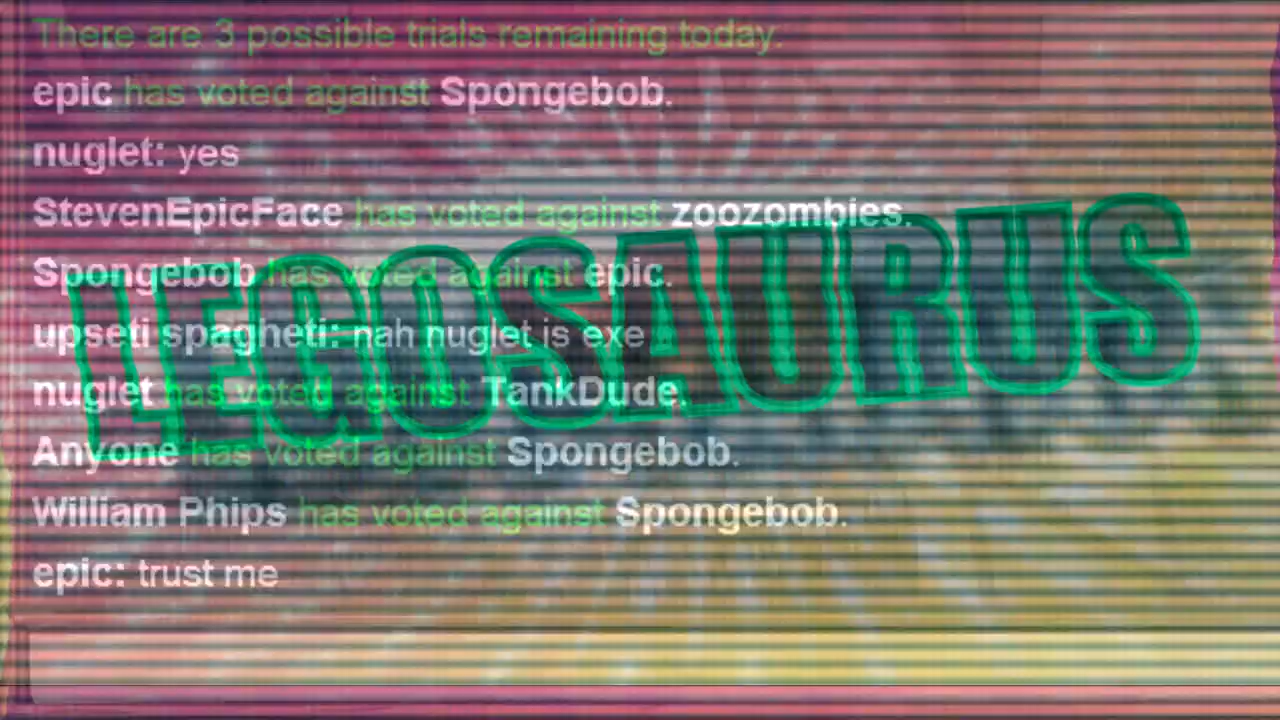 There are 3 possible trials remaining today.
epic has voted against Spongebob.
nuglet: yes
StevenEpicFace has voted against zoozombies.
Spongebob has voted against epic.
upseti spagheti: nah nuglet is exe
nuglet has voted against TankDude.
Anyone has voted against Spongebob.
William Phips has voted against Spongebob.
epic: trust me
LEGOSAURUS